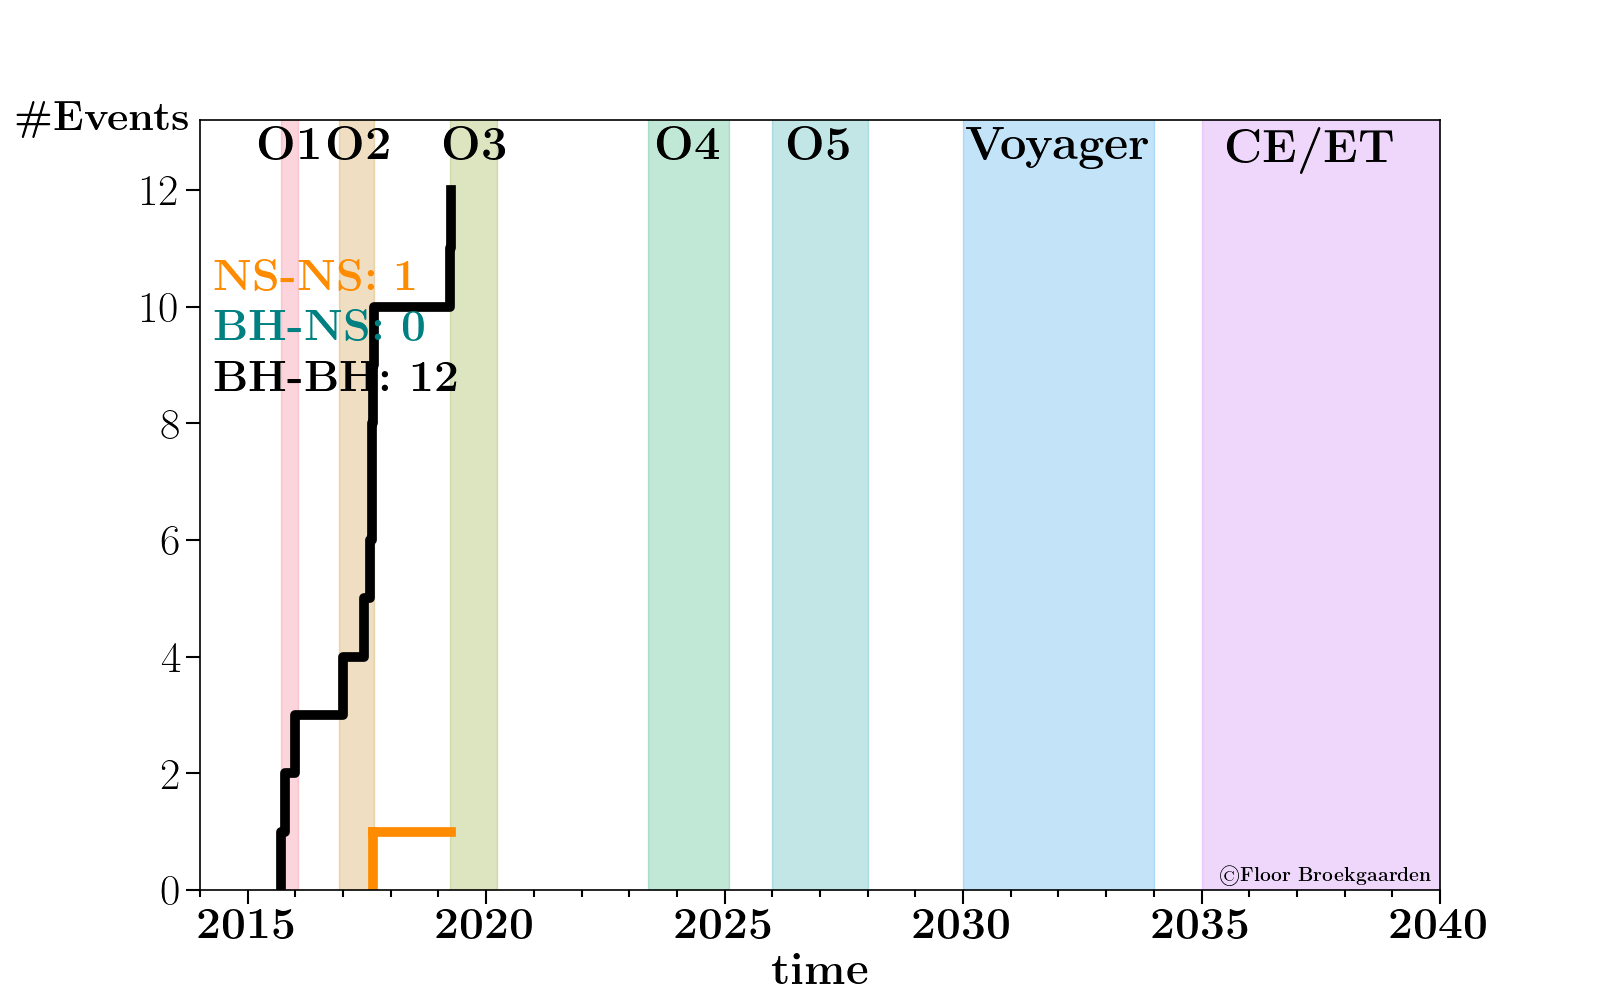 #Events
O1 O2 O3 O4 O5 Voyager CE/ET
12
NS-NS: 1
10
BH-NS: 0
BH-BH: 12
8
6
4
2
©Floor Broekgaarden
0
2015 2020 2025 2030 2035 2040
time